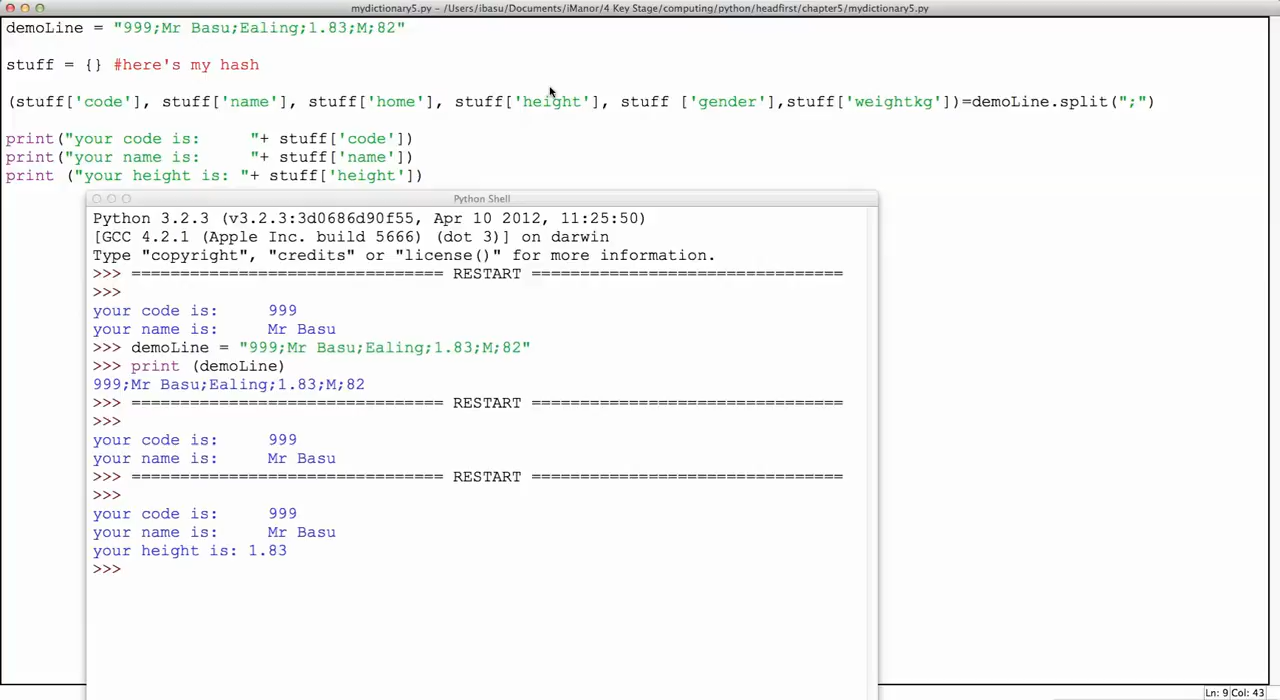 mydictionary5.py – /Users/ibasu/Documents/iManor/4 Key Stage/computing/python/headfirst/chapter5/mydictionary5.py
demoLine = "999;Mr Basu;Ealing;1.83;M;82"
stuff = {} #here's my hash
(stuff['code'], stuff['name'], stuff['home'], stuff['height'], stuff ['gender'],stuff['weightkg'])=demoLine.split(";")
print("your code is:     "+ stuff['code'])
print("your name is:     "+ stuff['name'])
print ("your height is: "+ stuff['height'])
Python Shell
Python 3.2.3 (v3.2.3:3d0686d90f55, Apr 10 2012, 11:25:50)
[GCC 4.2.1 (Apple Inc. build 5666) (dot 3)] on darwin
Type "copyright", "credits" or "license()" for more information.
>>> ================================ RESTART ================================
>>>
your code is:     999
your name is:     Mr Basu
>>> demoLine = "999;Mr Basu;Ealing;1.83;M;82"
>>> print (demoLine)
999;Mr Basu;Ealing;1.83;M;82
>>> ================================ RESTART ================================
>>>
your code is:     999
your name is:     Mr Basu
>>> ================================ RESTART ================================
>>>
your code is:     999
your name is:     Mr Basu
your height is: 1.83
>>>
Ln: 9 Col: 43